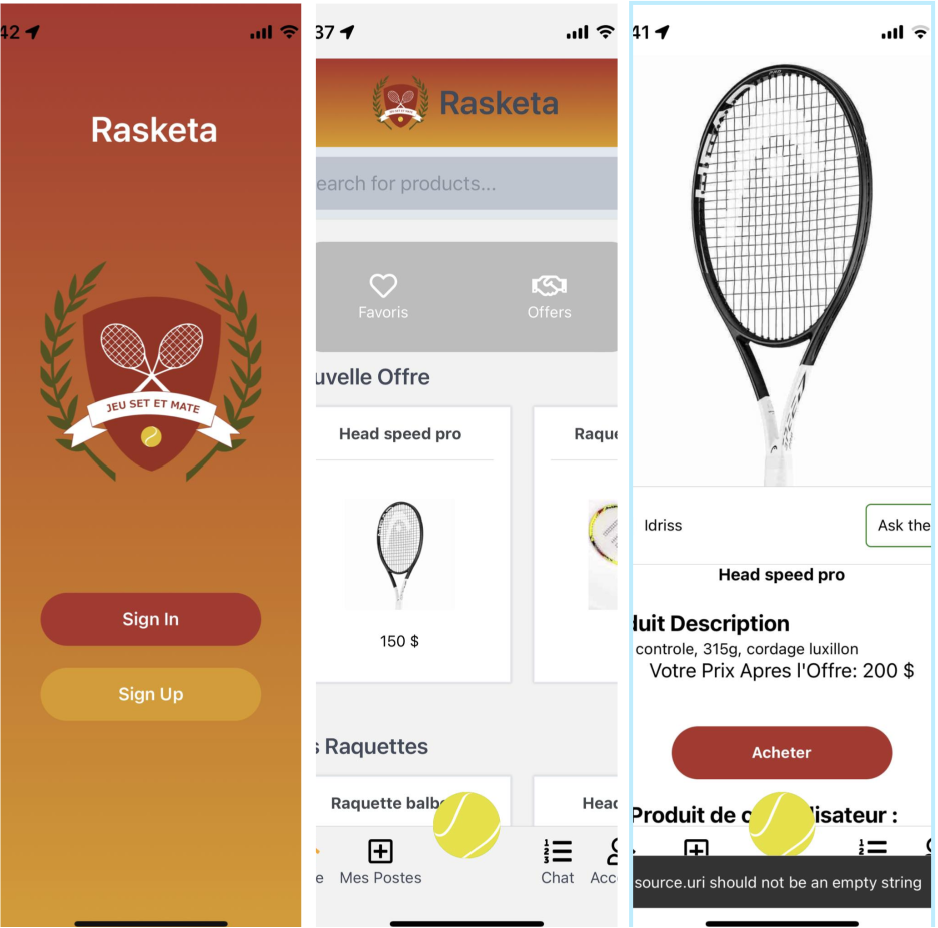 42
Rasketa
JEU SET ET MATE
Sign In
Sign Up
37
Rasketa
earch for products...
Favoris
Offers
uvelle Offre
Head speed pro
Raque
150 $
s Raquettes
Raquette balb
Head
e
Mes Postes
Chat
Acc
41
HEAD
Idriss
Ask the
Head speed pro
duit Description
controle, 315g, cordage luxillon
Votre Prix Apres l'Offre: 200 $
Acheter
Produit de c
lisateur :
source.uri should not be an empty string